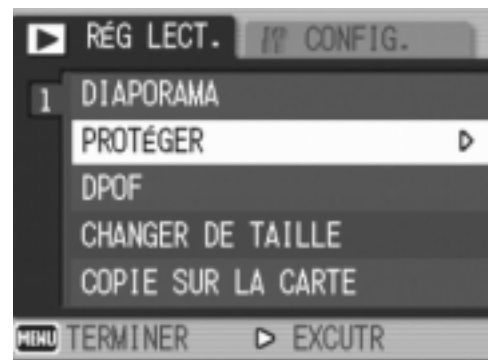 RÉG LECT. CONFIG.
1 DIAPORAMA
PROTÉGER
DPOF
CHANGER DE TAILLE
COPIE SUR LA CARTE
MENU TERMINER EXCUTR